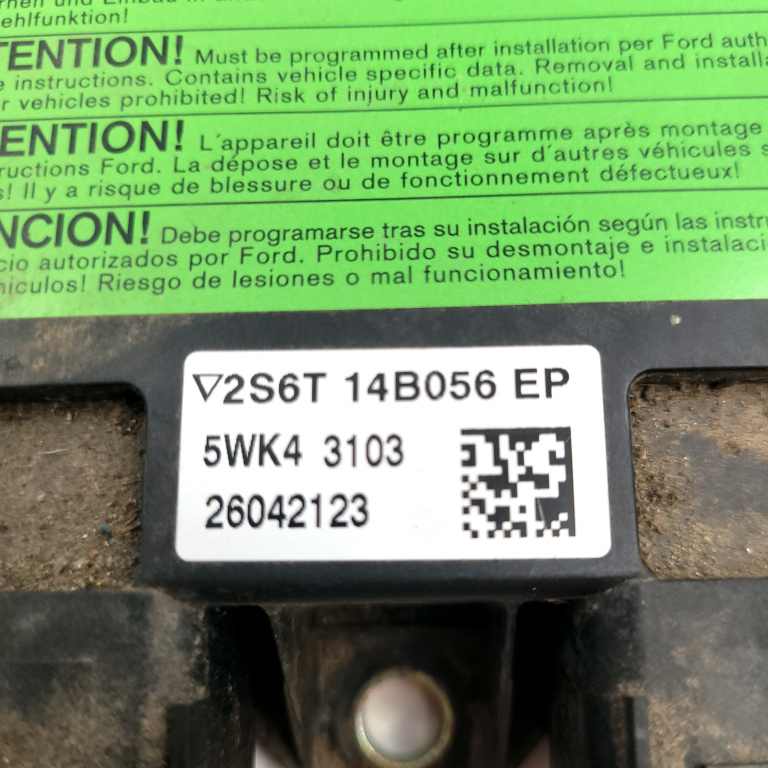 ehlfunktion!
TENTION! Must be programmed after installation per Ford auth
e instructions. Contains vehicle specific data. Removal and installa
r vehicles prohibited! Risk of injury and malfunction!
ENTION! L'appareil doit être programme après montage
ructions Ford. La dépose et le montage sur d'autres véhicules s
s! Il y a risque de blessure ou de fonctionnement défectueux!
NCION! Debe programarse tras su instalación según las instru
cio autorizados por Ford. Prohibido su desmontaje e instalaci
hículos! Riesgo de lesiones o mal funcionamiento!
▽2S6T 14B056 EP
5WK4 3103
26042123